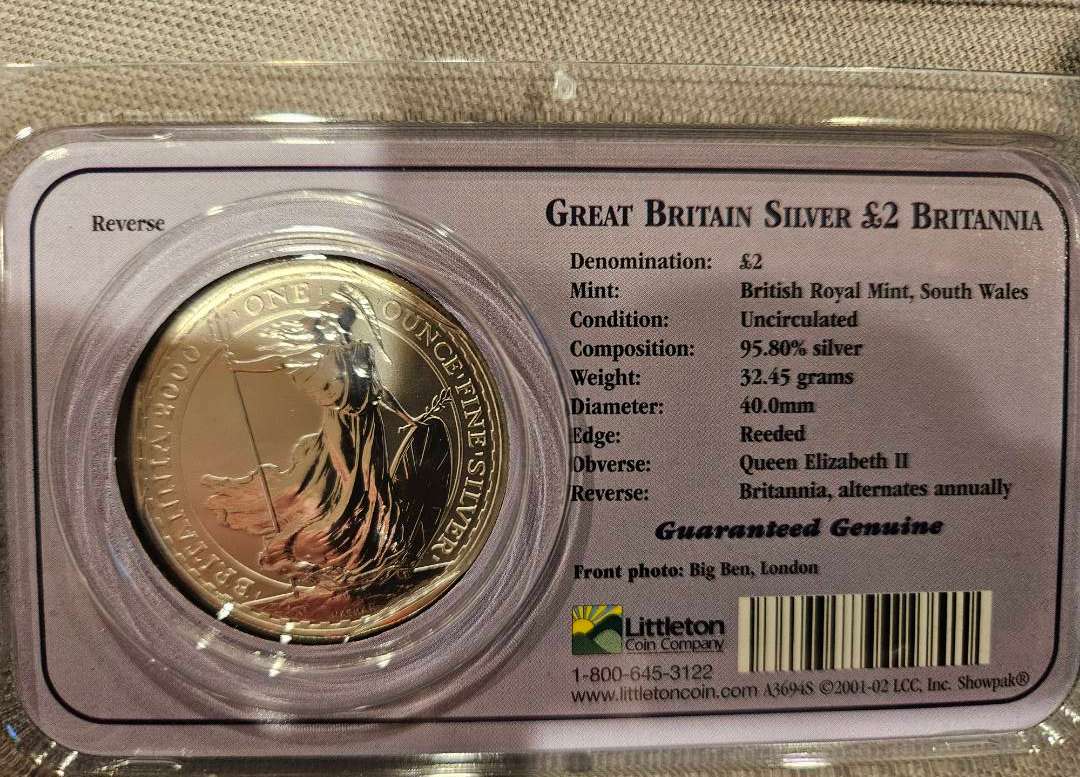 Reverse
BRITANNIA · 2000
ONE OUNCE · FINE · SILVER
GREAT BRITAIN SILVER £2 BRITANNIA
Denomination: £2
Mint: British Royal Mint, South Wales
Condition: Uncirculated
Composition: 95.80% silver
Weight: 32.45 grams
Diameter: 40.0mm
Edge: Reeded
Obverse: Queen Elizabeth II
Reverse: Britannia, alternates annually
Guaranteed Genuine
Front photo: Big Ben, London
Littleton
Coin Company
1-800-645-3122
www.littletoncoin.com A3694S ©2001-02 LCC, Inc. Showpak®